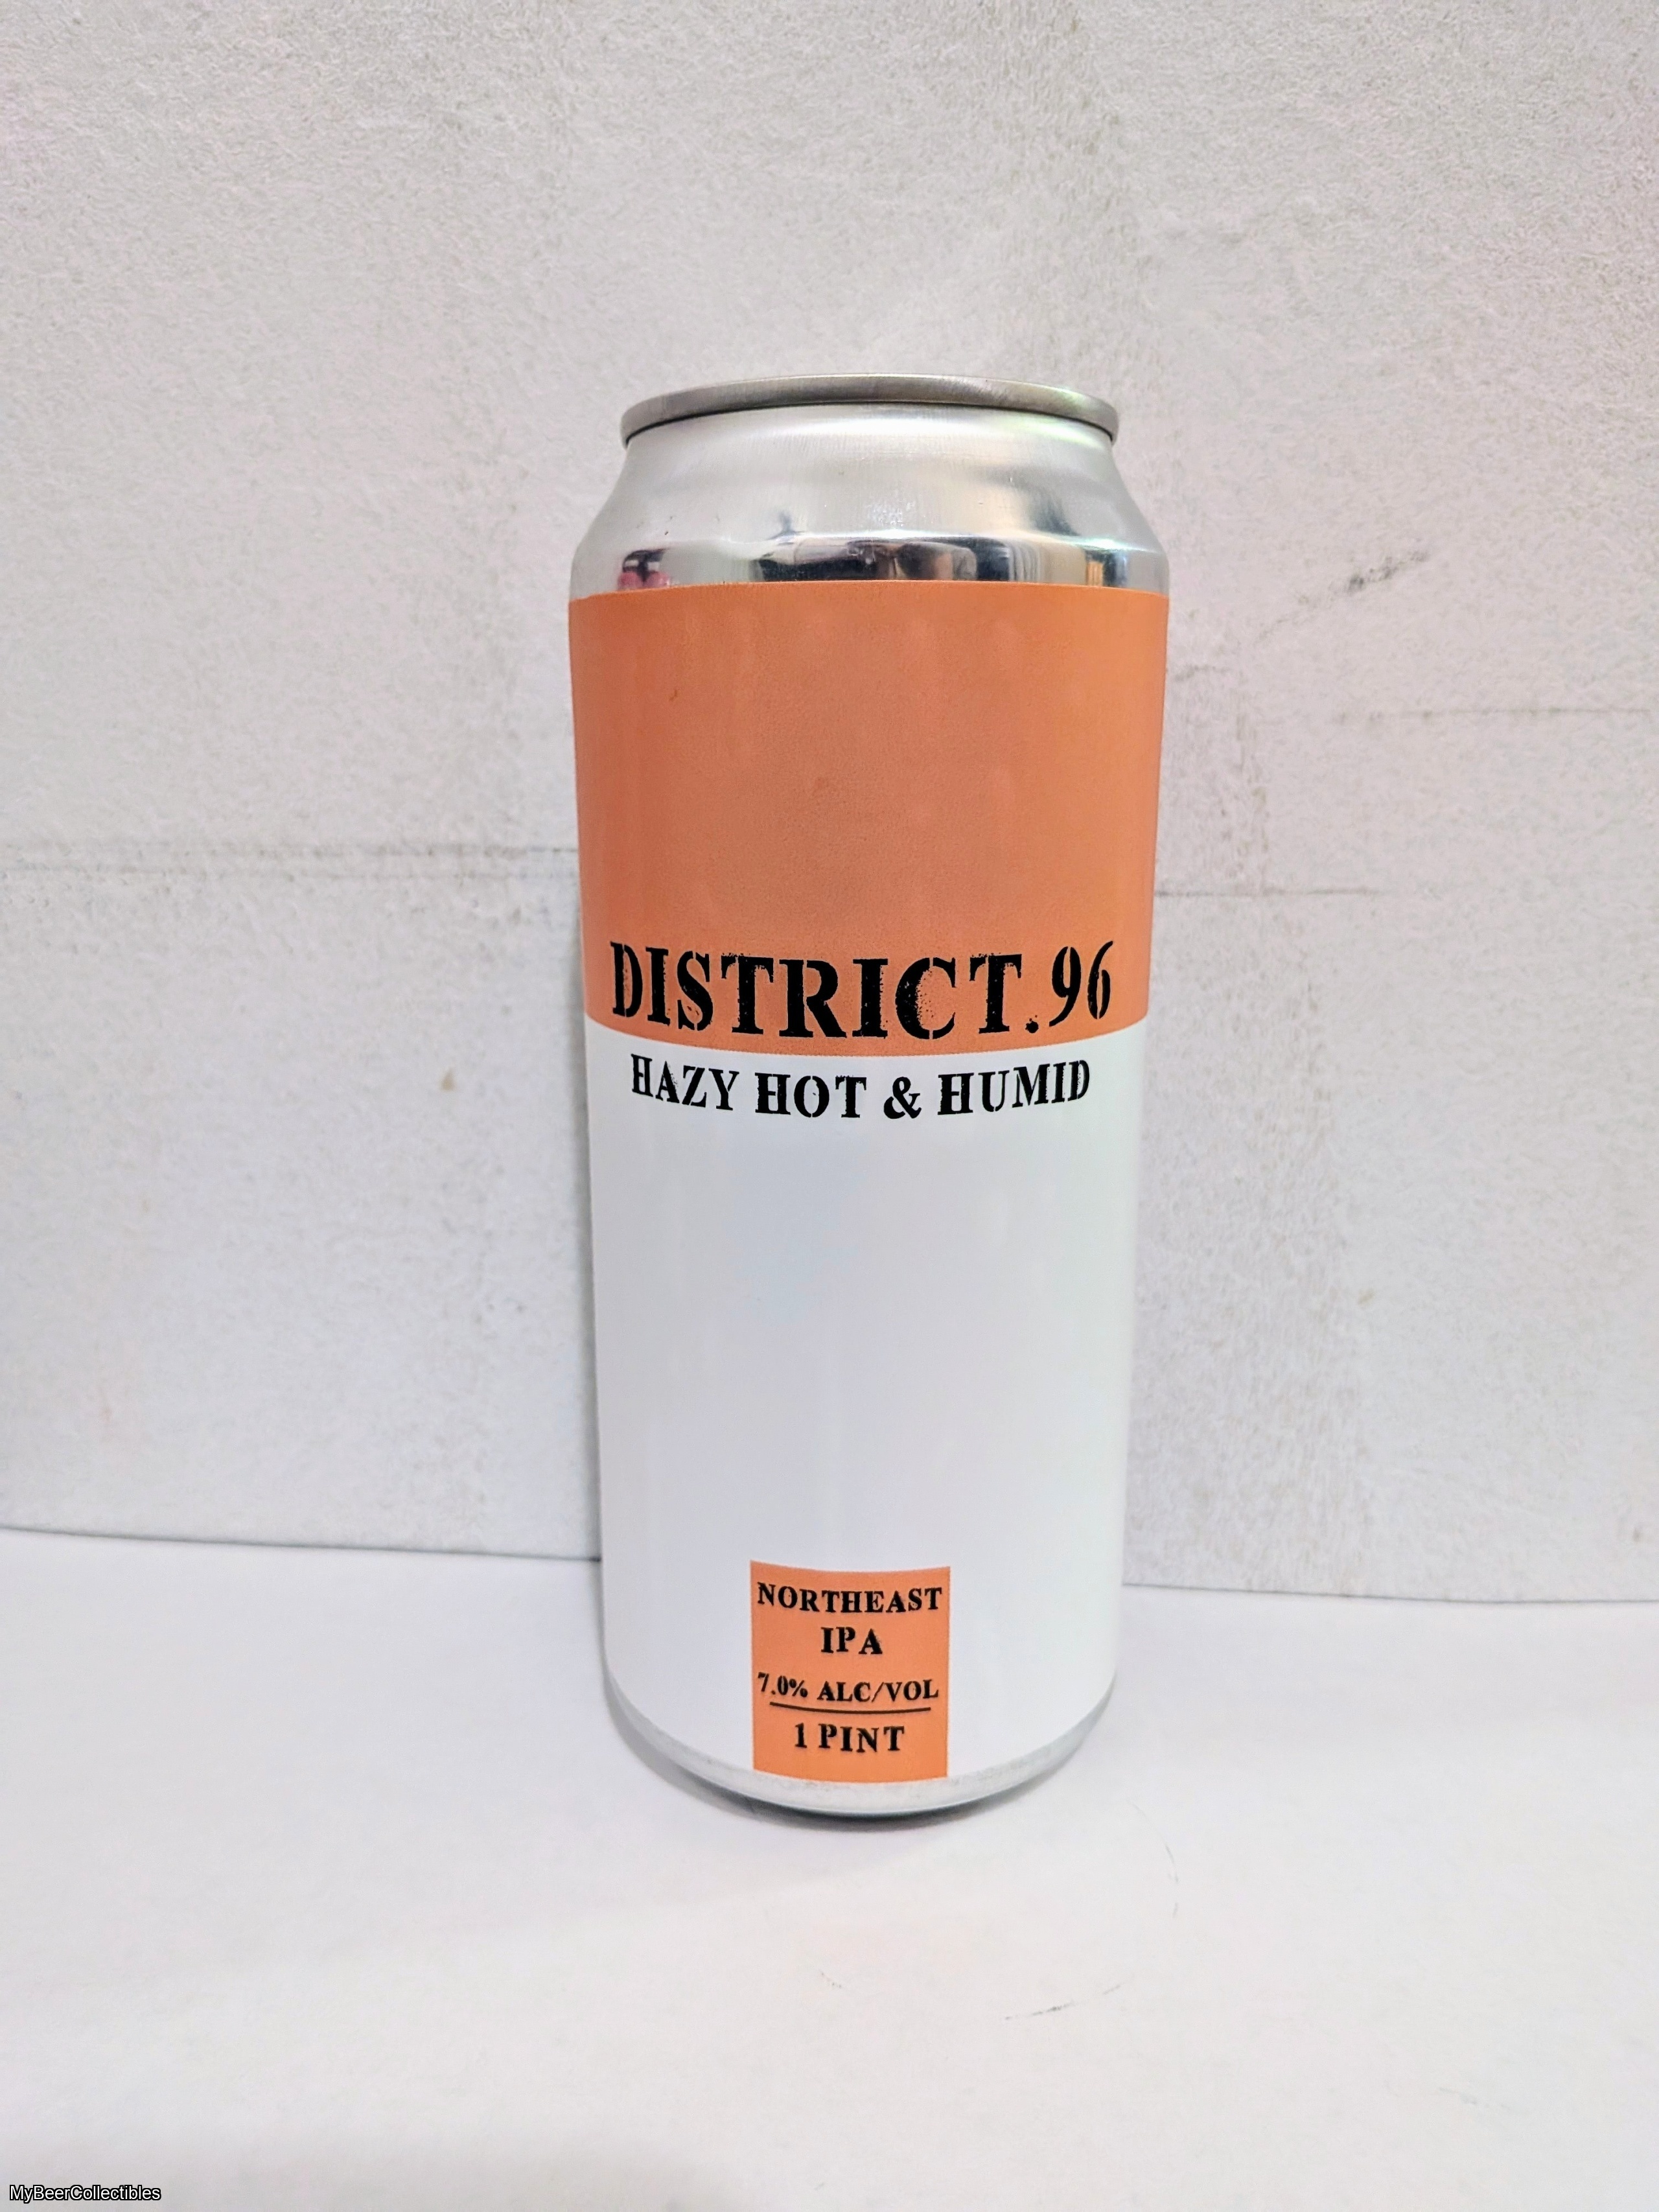 DISTRICT.96
HAZY HOT & HUMID
NORTHEAST
IPA
7.0% ALC/VOL
1 PINT
MyBeerCollectibles